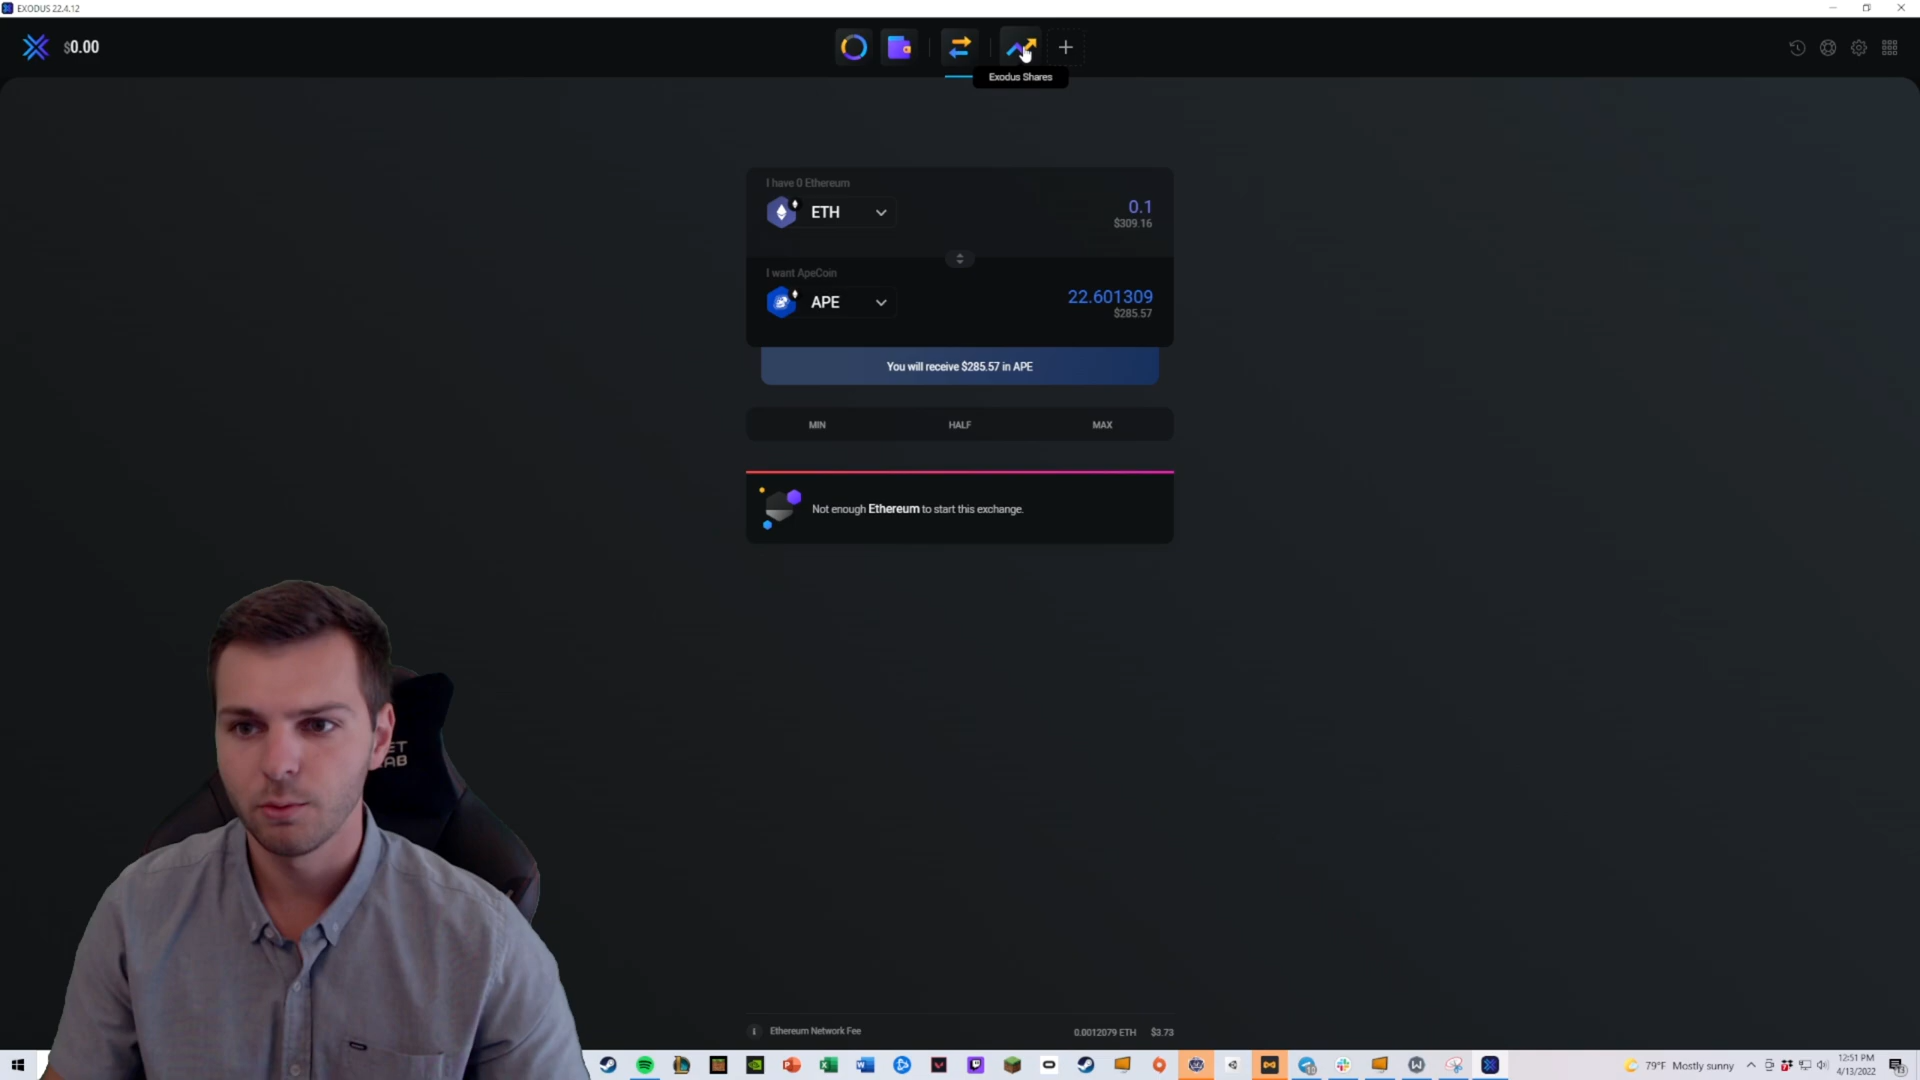 EXODUS 22.4.12
$0.00
Exodus Shares
I have 0 Ethereum
ETH
0.1
$309.16
I want ApeCoin
APE
22.601309
$285.57
You will receive $285.57 in APE
MIN HALF MAX
Not enough Ethereum to start this exchange.
Ethereum Network Fee
0.0012079 ETH $3.73
79°F Mostly sunny
12:51 PM
4/13/2022